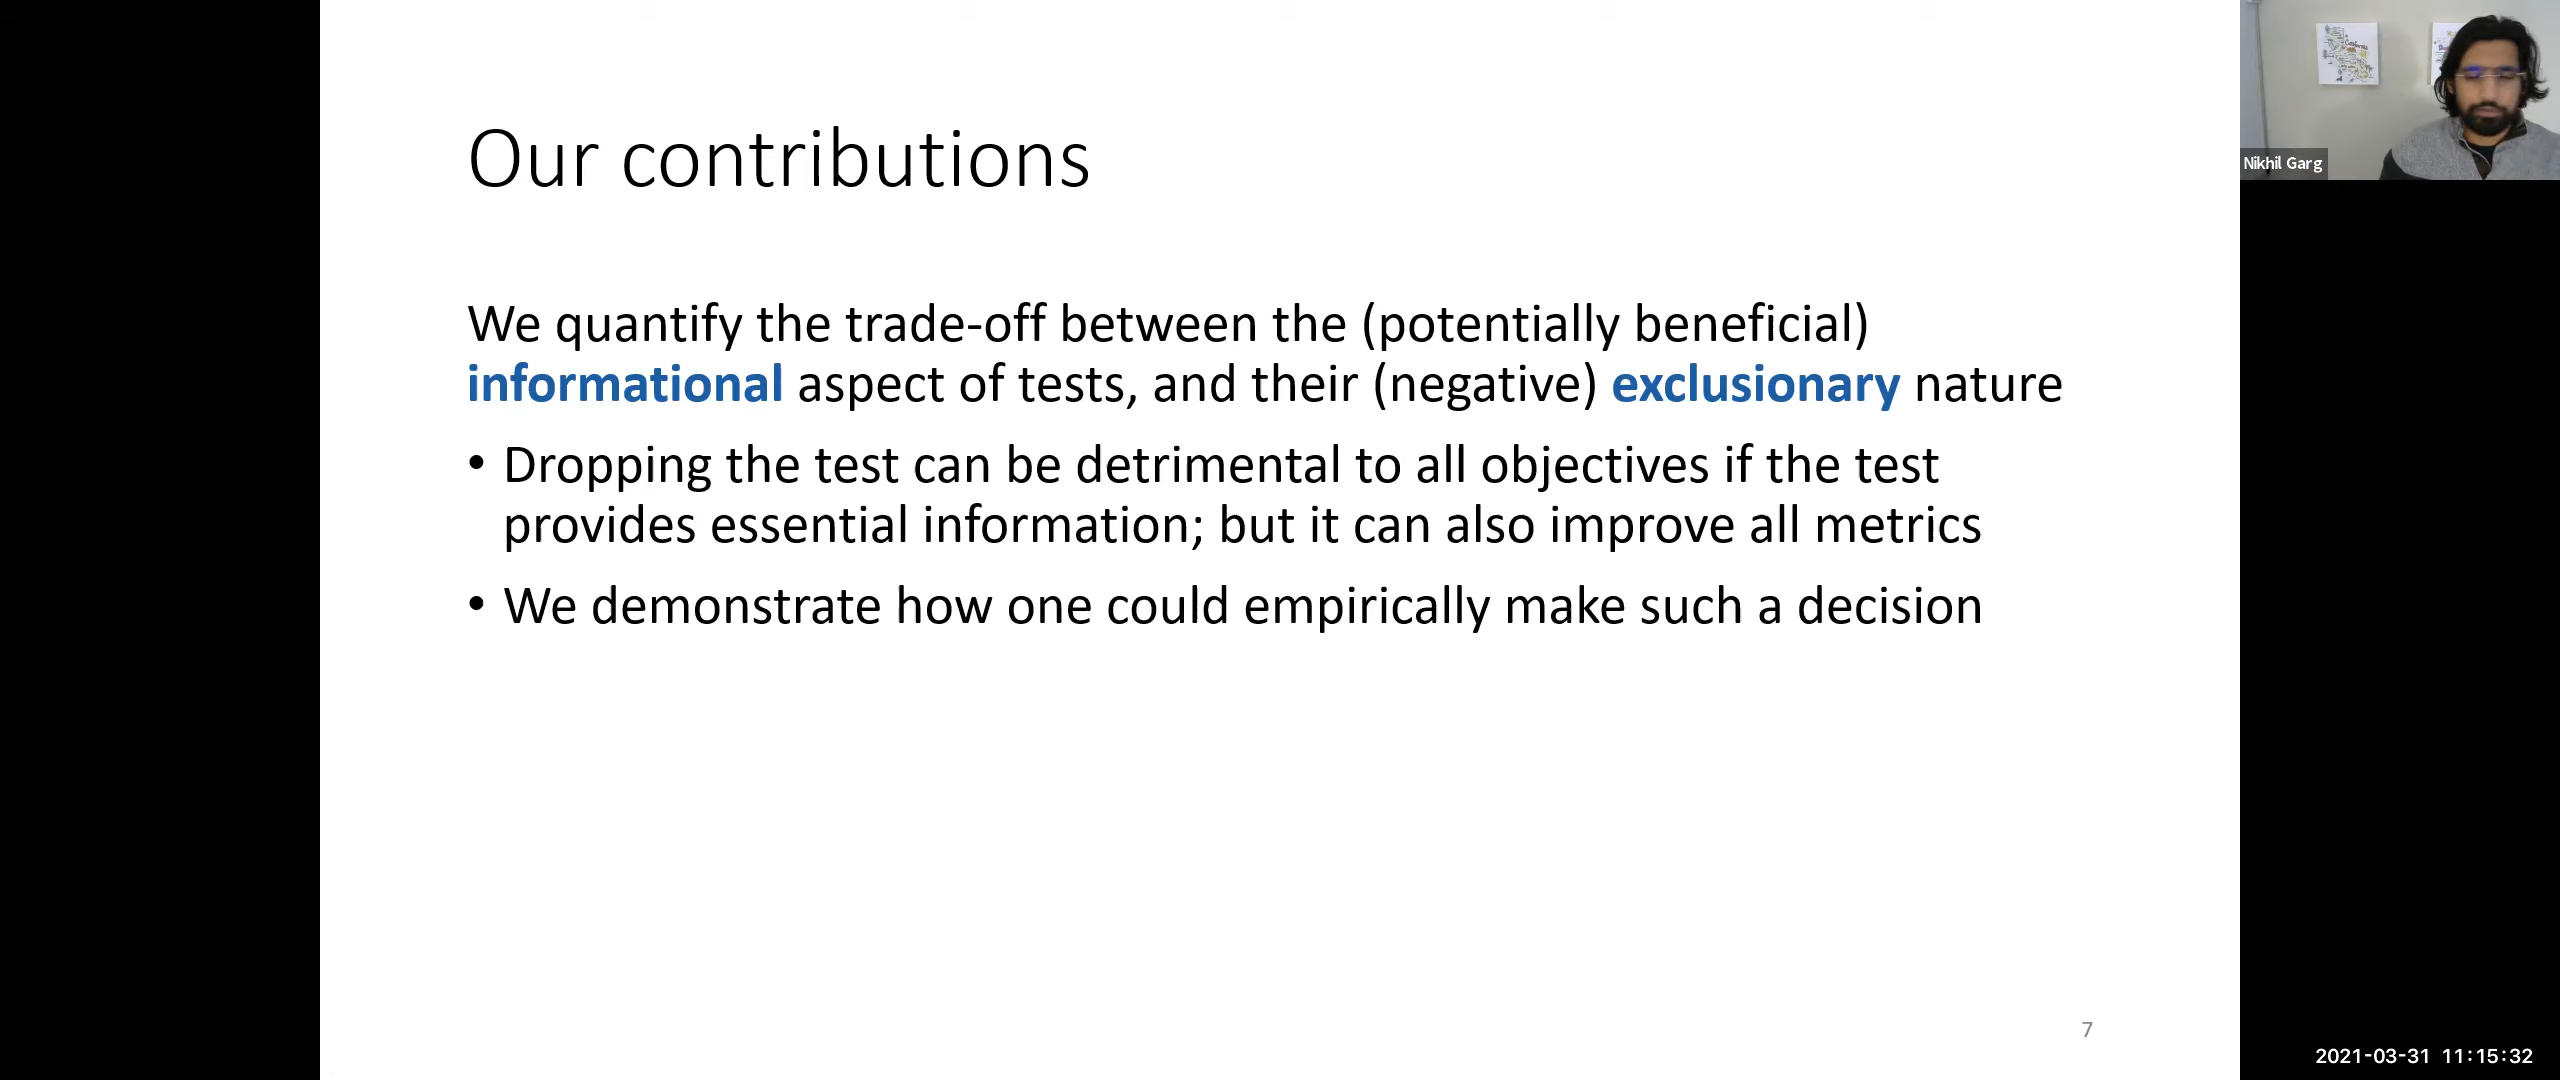 Our contributions
We quantify the trade-off between the (potentially beneficial)
informational aspect of tests, and their (negative) exclusionary nature
• Dropping the test can be detrimental to all objectives if the test
provides essential information; but it can also improve all metrics
• We demonstrate how one could empirically make such a decision
7
Nikhil Garg
2021-03-31 11:15:32